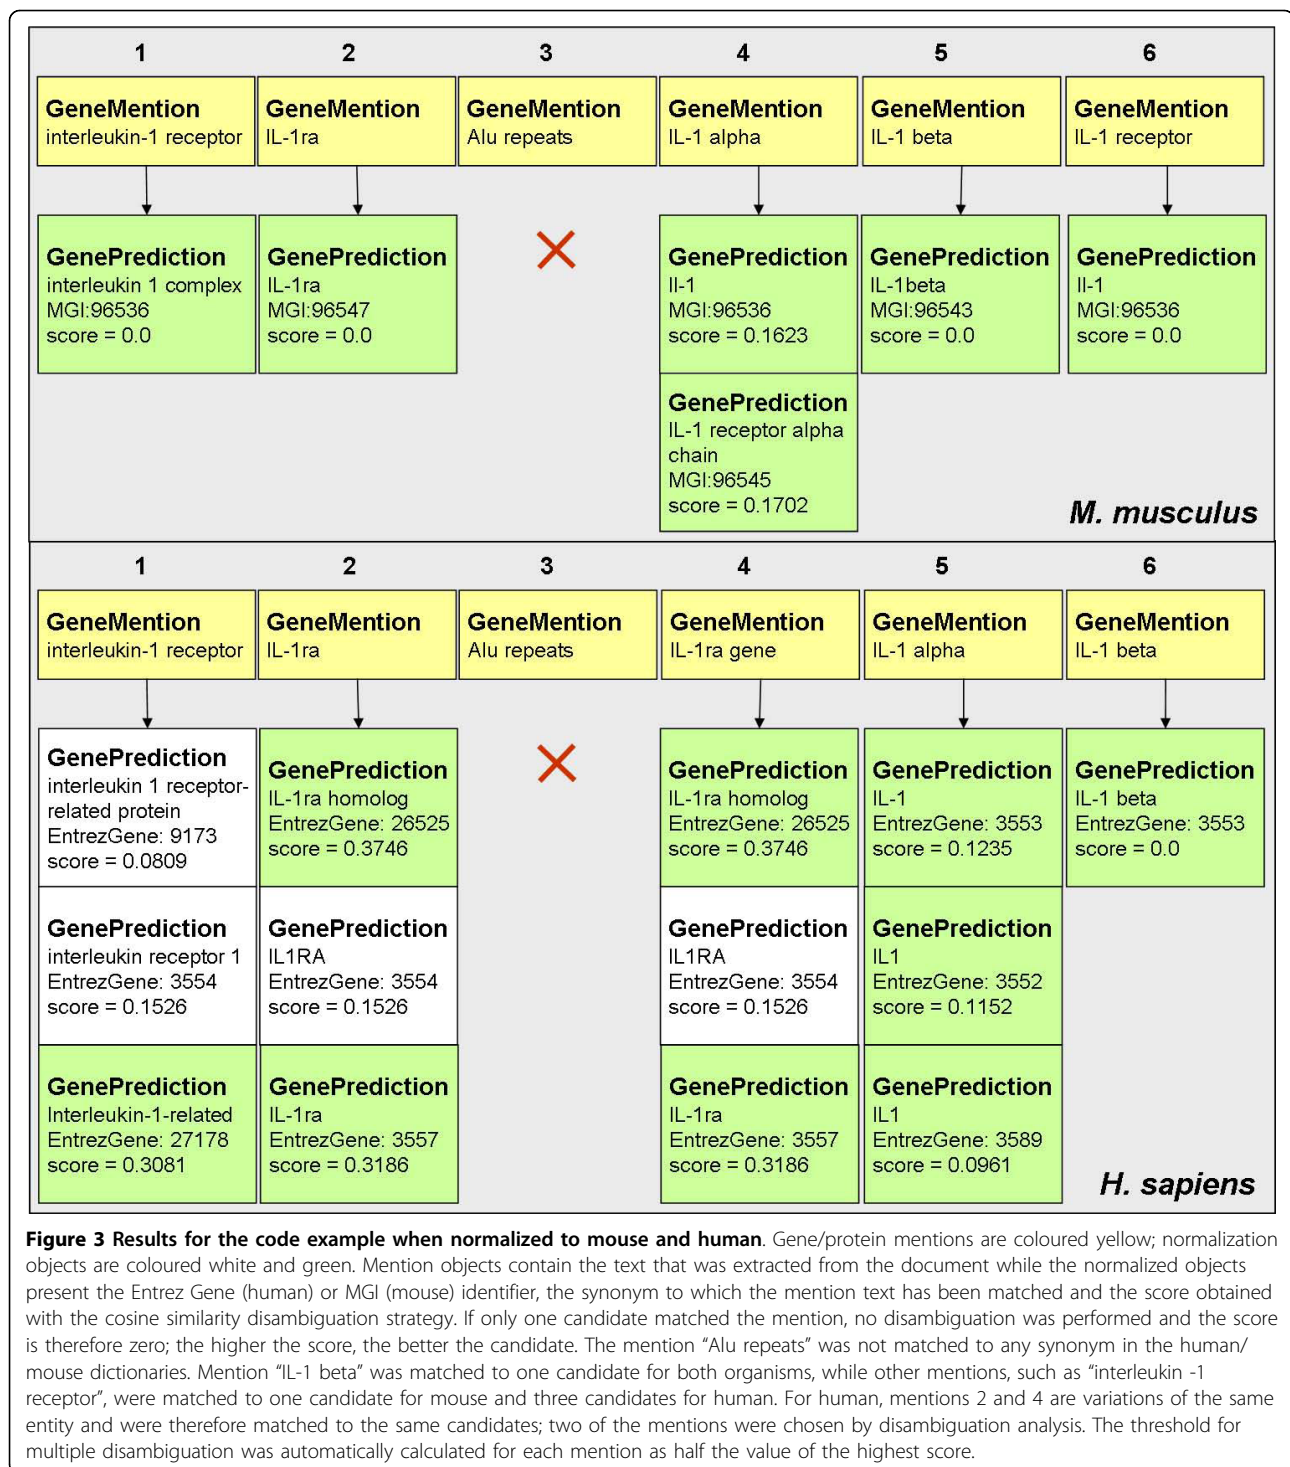 1 2 3 4 5 6
GeneMention
interleukin-1 receptor
GeneMention
IL-1ra
GeneMention
Alu repeats
GeneMention
IL-1 alpha
GeneMention
IL-1 beta
GeneMention
IL-1 receptor
GenePrediction
interleukin 1 complex
MGI:96536
score = 0.0
GenePrediction
IL-1ra
MGI:96547
score = 0.0
GenePrediction
Il-1
MGI:96536
score = 0.1623
GenePrediction
IL-1beta
MGI:96543
score = 0.0
GenePrediction
Il-1
MGI:96536
score = 0.0
GenePrediction
IL-1 receptor alpha
chain
MGI:96545
score = 0.1702
M. musculus
1 2 3 4 5 6
GeneMention
interleukin-1 receptor
GeneMention
IL-1ra
GeneMention
Alu repeats
GeneMention
IL-1ra gene
GeneMention
IL-1 alpha
GeneMention
IL-1 beta
GenePrediction
interleukin 1 receptor-
related protein
EntrezGene: 9173
score = 0.0809
GenePrediction
IL-1ra homolog
EntrezGene: 26525
score = 0.3746
GenePrediction
IL-1ra homolog
EntrezGene: 26525
score = 0.3746
GenePrediction
IL-1
EntrezGene: 3553
score = 0.1235
GenePrediction
IL-1 beta
EntrezGene: 3553
score = 0.0
GenePrediction
interleukin receptor 1
EntrezGene: 3554
score = 0.1526
GenePrediction
IL1RA
EntrezGene: 3554
score = 0.1526
GenePrediction
IL1RA
EntrezGene: 3554
score = 0.1526
GenePrediction
IL1
EntrezGene: 3552
score = 0.1152
GenePrediction
Interleukin-1-related
EntrezGene: 27178
score = 0.3081
GenePrediction
IL-1ra
EntrezGene: 3557
score = 0.3186
GenePrediction
IL-1ra
EntrezGene: 3557
score = 0.3186
GenePrediction
IL1
EntrezGene: 3589
score = 0.0961
H. sapiens
Figure 3 Results for the code example when normalized to mouse and human. Gene/protein mentions are coloured yellow; normalization
objects are coloured white and green. Mention objects contain the text that was extracted from the document while the normalized objects
present the Entrez Gene (human) or MGI (mouse) identifier, the synonym to which the mention text has been matched and the score obtained
with the cosine similarity disambiguation strategy. If only one candidate matched the mention, no disambiguation was performed and the score
is therefore zero; the higher the score, the better the candidate. The mention “Alu repeats” was not matched to any synonym in the human/
mouse dictionaries. Mention “IL-1 beta” was matched to one candidate for both organisms, while other mentions, such as “interleukin -1
receptor”, were matched to one candidate for mouse and three candidates for human. For human, mentions 2 and 4 are variations of the same
entity and were therefore matched to the same candidates; two of the mentions were chosen by disambiguation analysis. The threshold for
multiple disambiguation was automatically calculated for each mention as half the value of the highest score.